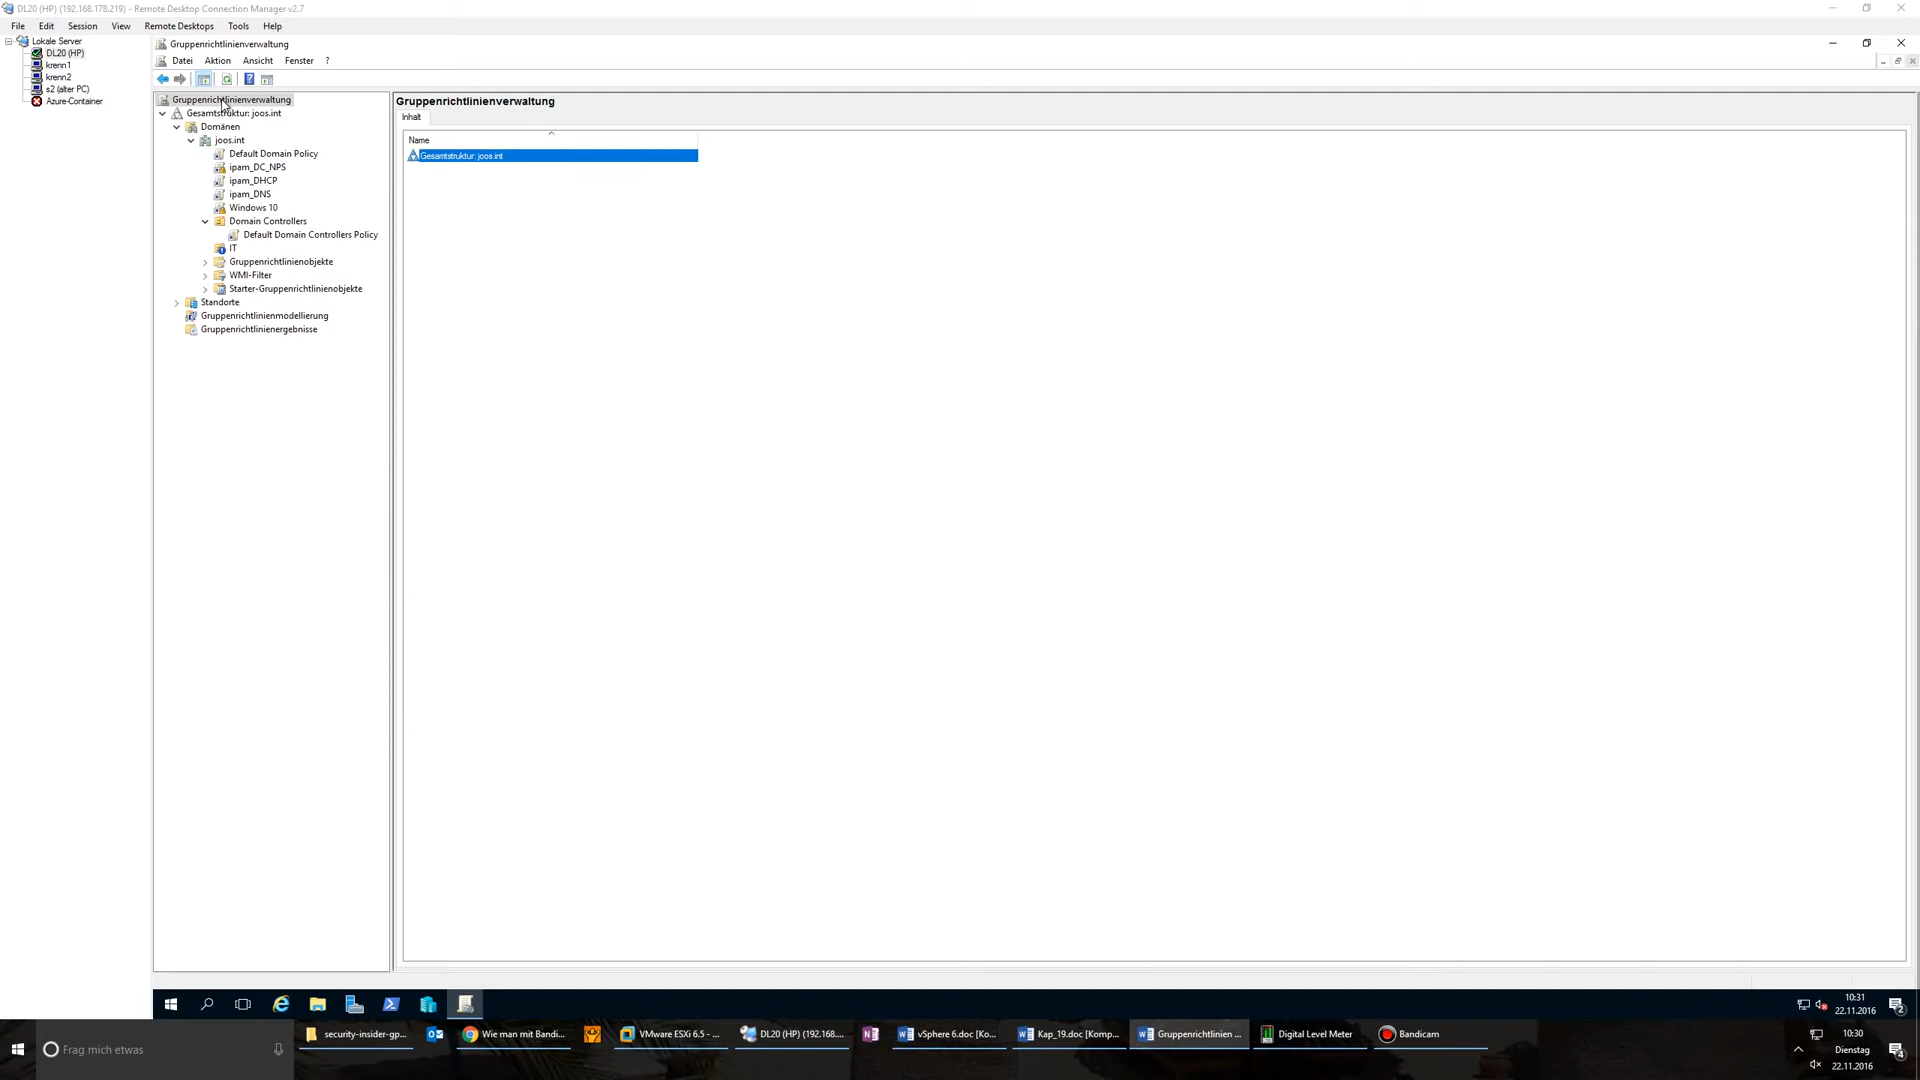 DL20 (HP) (192.168.178.219) - Remote Desktop Connection Manager v2.7
File Edit Session View Remote Desktops Tools Help
Lokale Server
DL20 (HP)
krenn1
krenn2
s2 (alter PC)
Azure-Container
Gruppenrichtlinienverwaltung
Datei Aktion Ansicht Fenster ?
Gruppenrichtlinienverwaltung
Gesamtstruktur: joos.int
Domänen
joos.int
Default Domain Policy
ipam_DC_NPS
ipam_DHCP
ipam_DNS
Windows 10
Domain Controllers
Default Domain Controllers Policy
IT
Gruppenrichtlinienobjekte
WMI-Filter
Starter-Gruppenrichtlinienobjekte
Standorte
Gruppenrichtlinienmodellierung
Gruppenrichtlinienergebnisse
Gruppenrichtlinienverwaltung
Inhalt
Name
Gesamtstruktur: joos.int
10:31
22.11.2016
2
Frag mich etwas
security-insider-gp...
Wie man mit Bandi...
VMware ESXi 6.5 - ...
DL20 (HP) (192.168....
vSphere 6.doc [Ko...
Kap_19.doc [Komp...
Gruppenrichtlinien ...
Digital Level Meter
Bandicam
10:30
Dienstag
22.11.2016
4